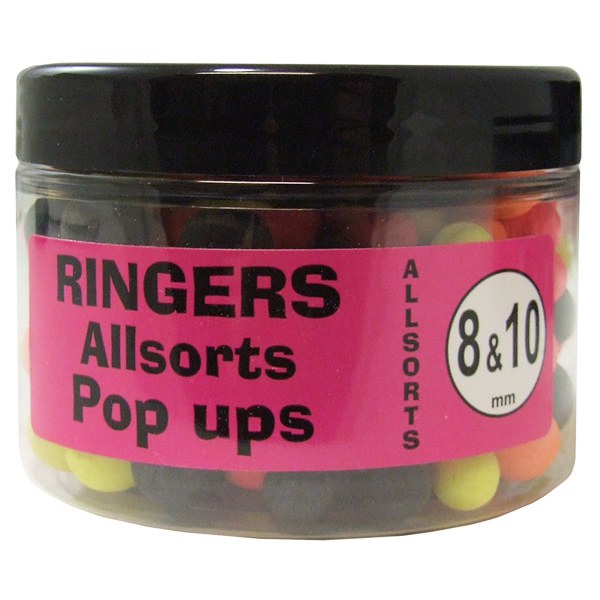 RINGERS
Allsorts
Pop ups
ALLSORTS
8&10
mm